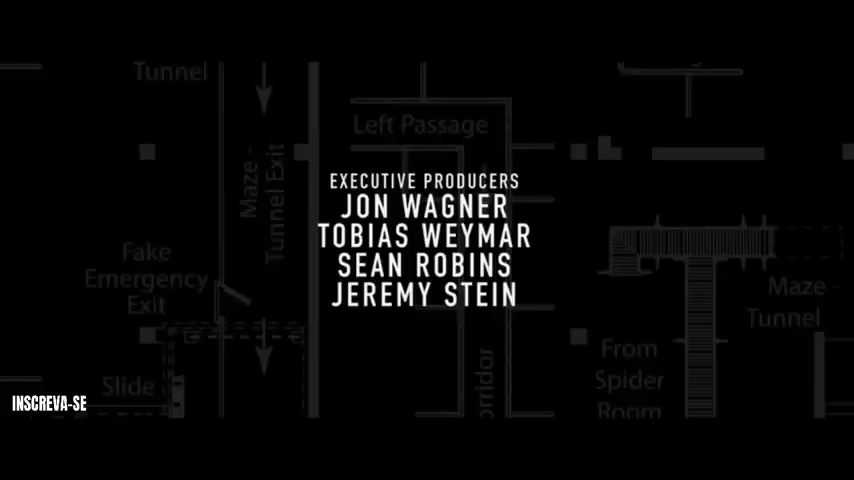 Tunnel
Left Passage
Maze -
Tunnel Exit
EXECUTIVE PRODUCERS
JON WAGNER
TOBIAS WEYMAR
SEAN ROBINS
JEREMY STEIN
Fake
Emergency
Exit
Maze -
Tunnel
From
Spider
Room
Slide
orridor
INSCREVA-SE